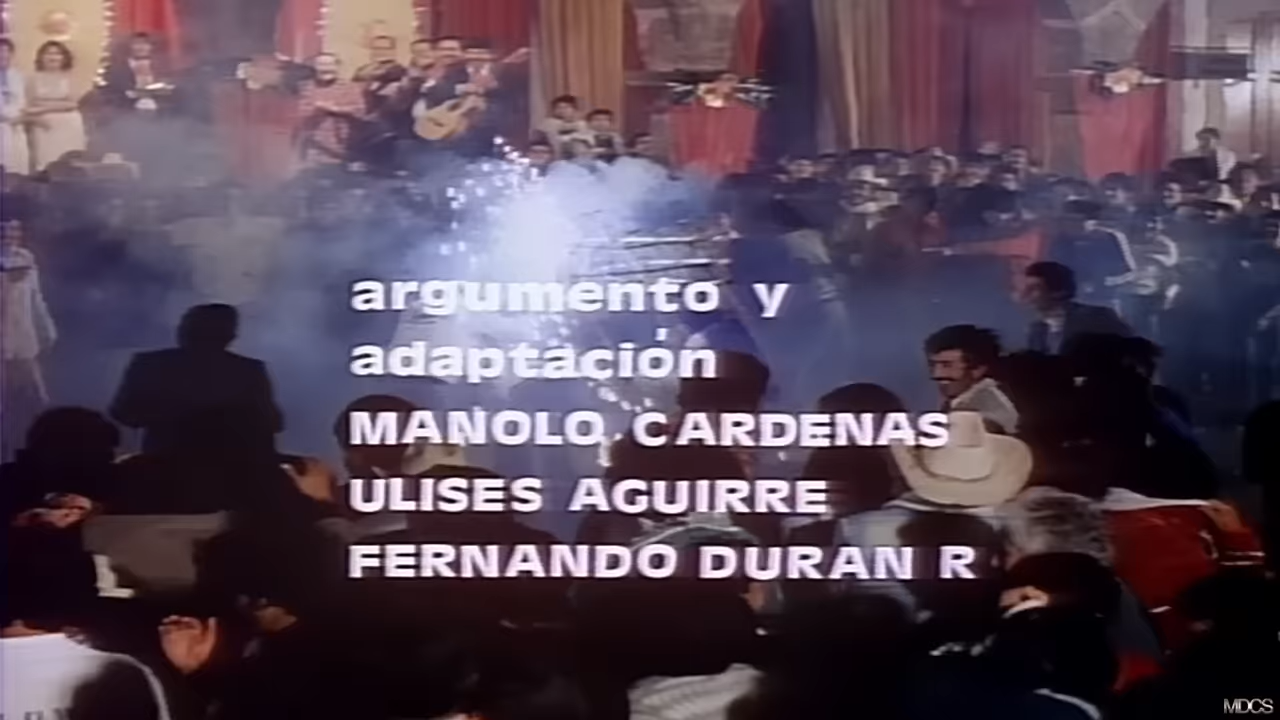 argumento y
adaptación
MANOLO CARDENAS
ULISES AGUIRRE
FERNANDO DURAN R
MDCS